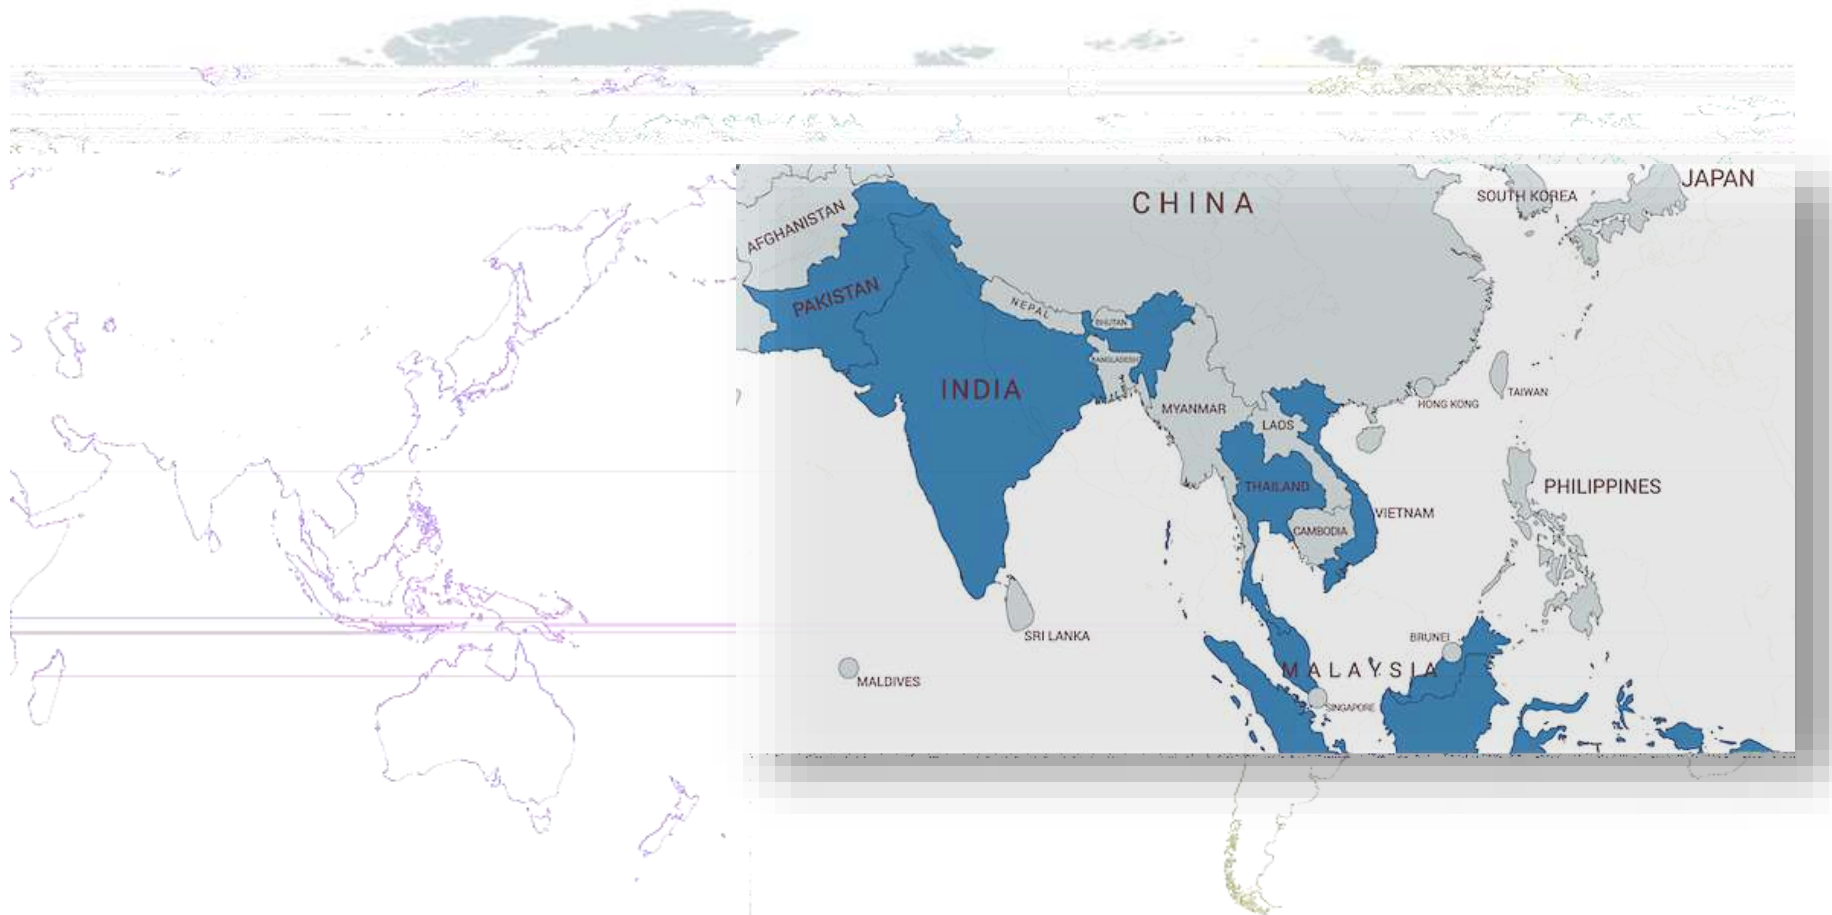 JAPAN
CHINA
SOUTH KOREA
AFGHANISTAN
PAKISTAN
NEPAL
BHUTAN
BANGLADESH
INDIA
TAIWAN
HONG KONG
MYANMAR
LAOS
THAILAND
PHILIPPINES
VIETNAM
CAMBODIA
SRI LANKA
BRUNEI
MALAYSIA
MALDIVES
SINGAPORE